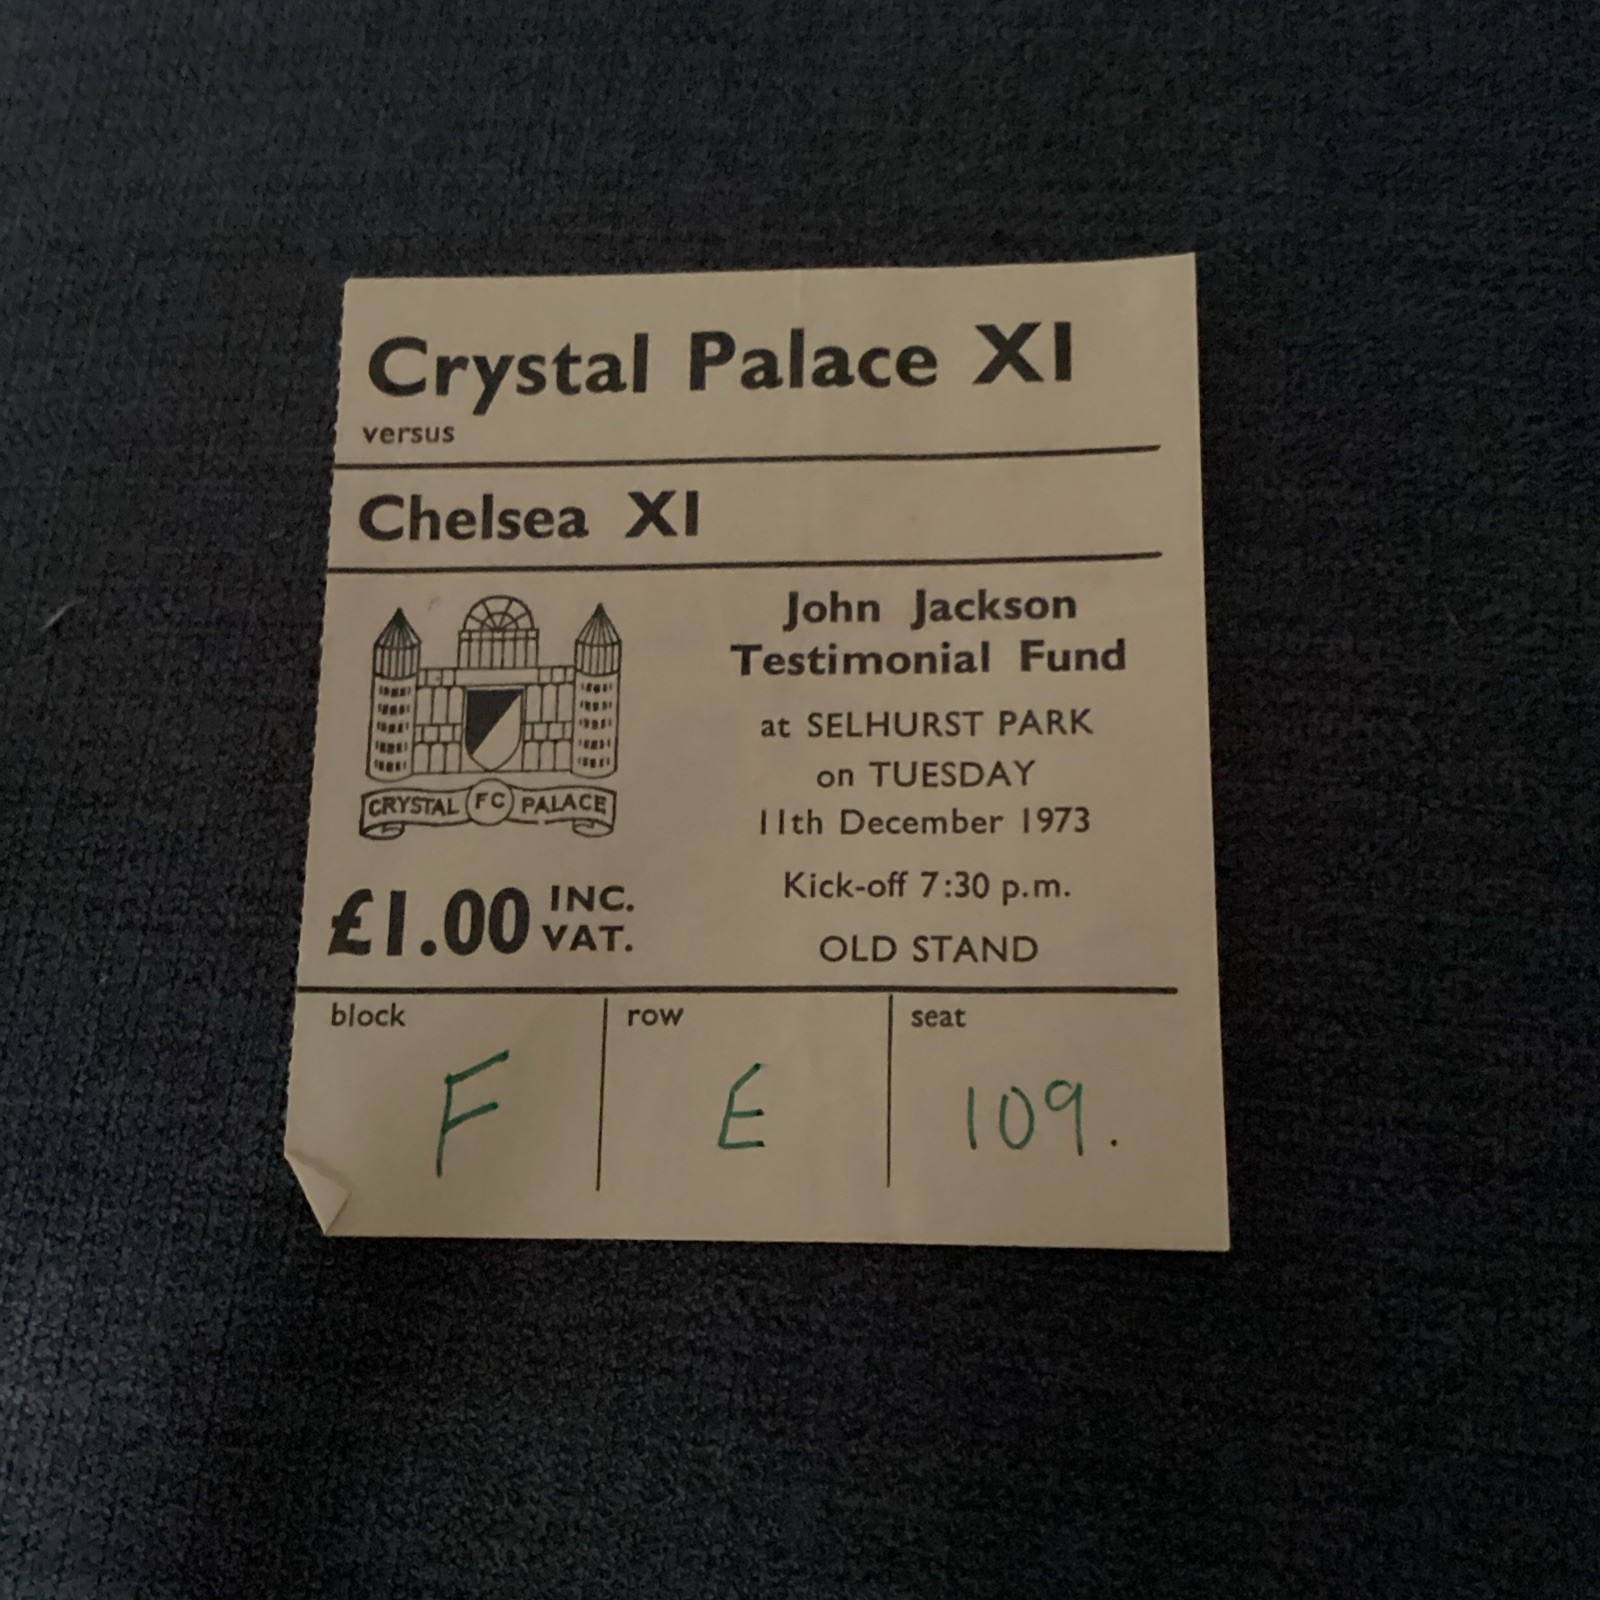 Crystal Palace XI
versus
Chelsea XI
John Jackson
Testimonial Fund
at SELHURST PARK
on TUESDAY
11th December 1973
Kick-off 7:30 p.m.
OLD STAND
CRYSTAL FC PALACE
£1.00 INC. VAT.
block row seat
F E 109.